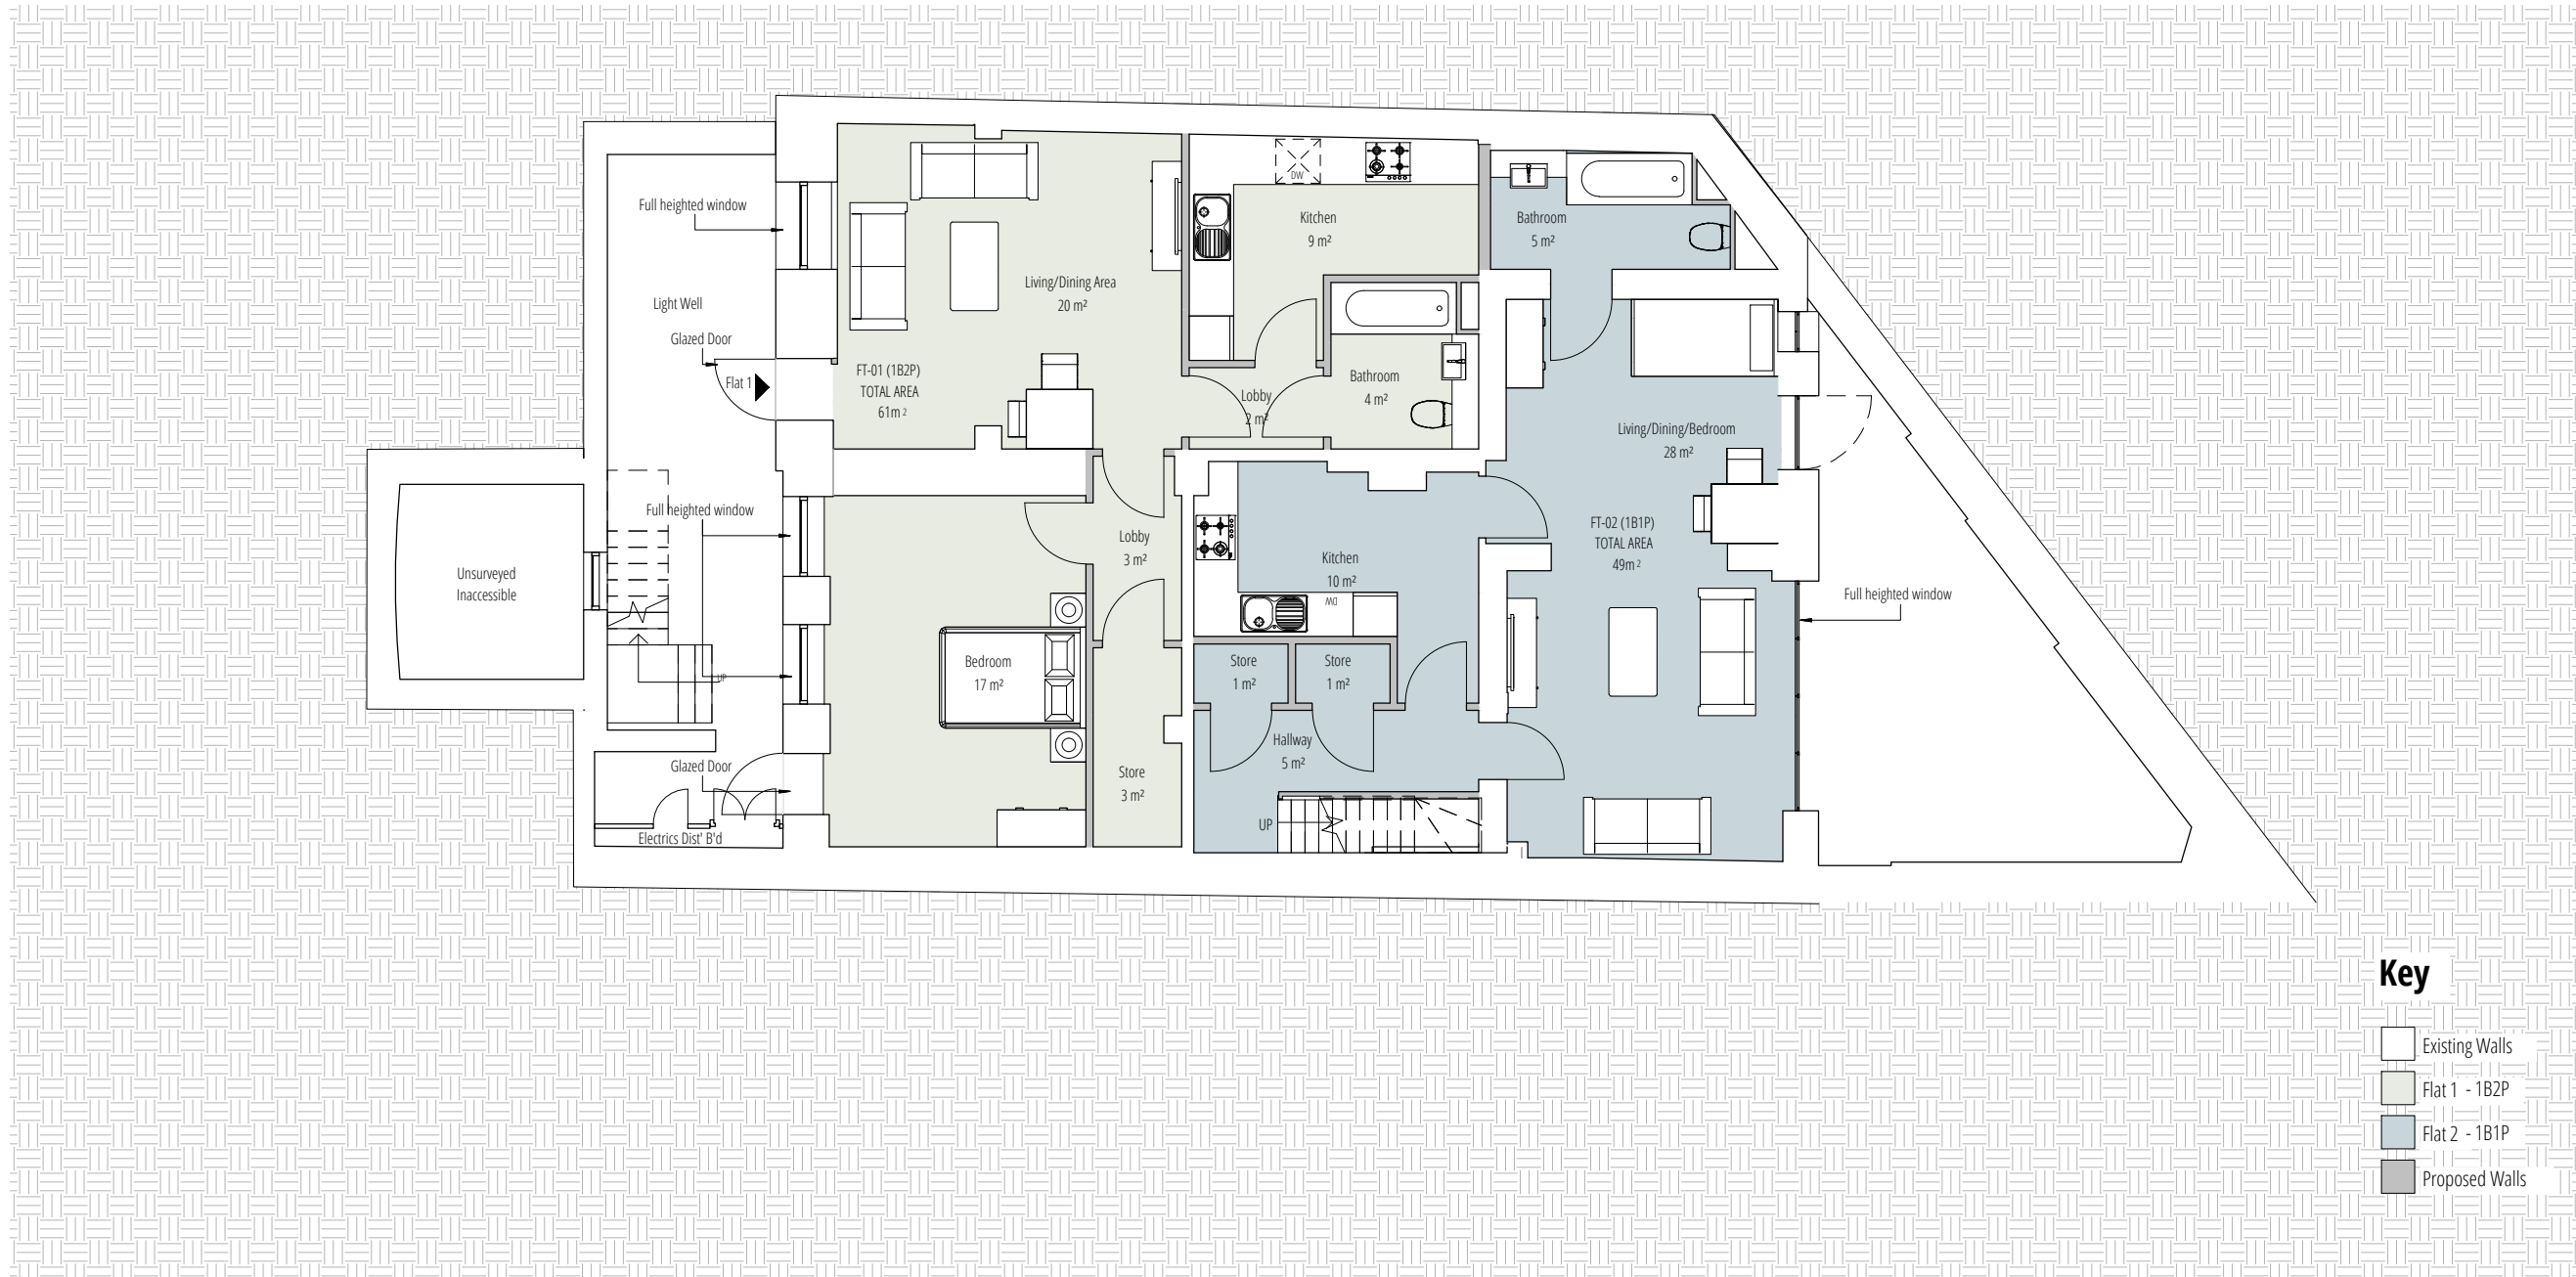 Full heighted window
Light Well
Glazed Door
Flat 1
Full heighted window
Unsurveyed
Inaccessible
UP
Glazed Door
Electrics Dist' B'd
Living/Dining Area
20 m²
FT-01 (1B2P)
TOTAL AREA
61m 2
DW
Kitchen
9 m²
Lobby
2 m²
Bathroom
4 m²
Lobby
3 m²
Bedroom
17 m²
Store
3 m²
Bathroom
5 m²
Living/Dining/Bedroom
28 m²
FT-02 (1B1P)
TOTAL AREA
49m 2
Kitchen
10 m²
DW
Store
1 m²
Store
1 m²
Hallway
5 m²
UP
Full heighted window
Key
Existing Walls
Flat 1 - 1B2P
Flat 2 - 1B1P
Proposed Walls